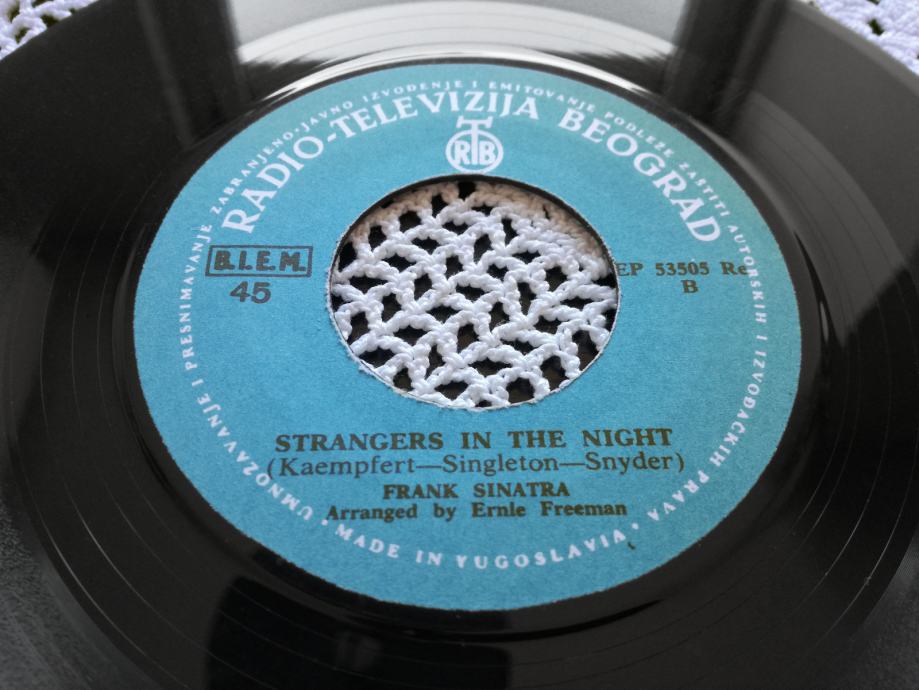 UMNOŽAVANJE I PRESNIMAVANJE ZABRANJENO·JAVNO IZVOĐENJE I EMITOVANJE PODLEŽE ZAŠTITI AUTORSKIH I IZVOĐAČKIH PRAVA · MADE IN YUGOSLAVIA ·
RADIO-TELEVIZIJA BEOGRAD
RTB
B.I.E.M.
45
EP 53505 Re
B
STRANGERS IN THE NIGHT
(Kaempfert—Singleton—Snyder)
FRANK SINATRA
Arranged by Ernie Freeman